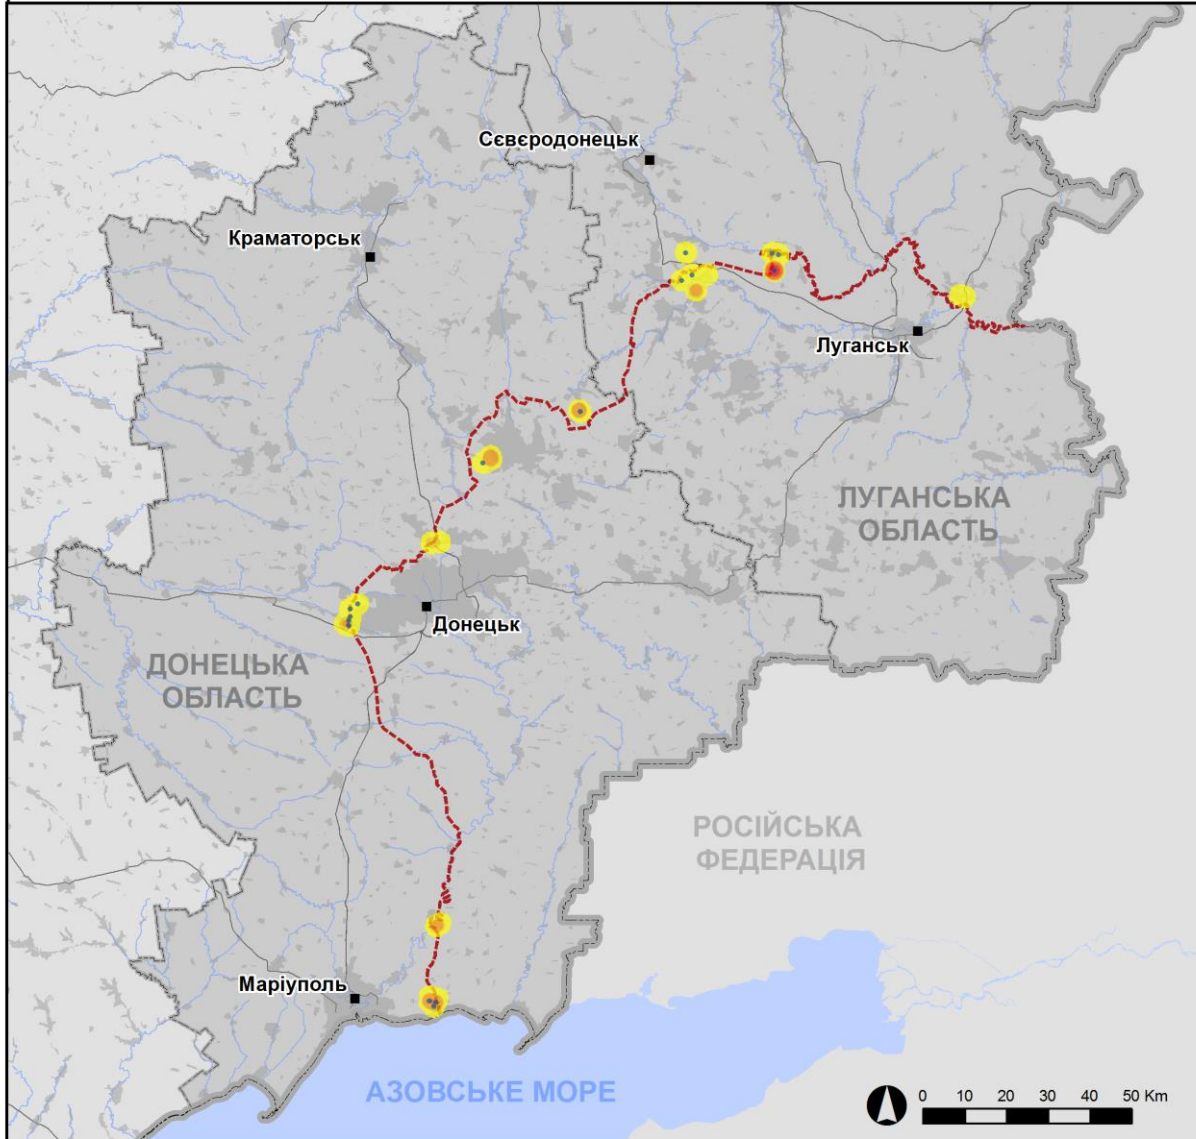 Сєвєродонецьк
Краматорськ
Луганськ
ЛУГАНСЬКА
ОБЛАСТЬ
Донецьк
ДОНЕЦЬКА
ОБЛАСТЬ
РОСІЙСЬКА
ФЕДЕРАЦІЯ
Маріуполь
АЗОВСЬКЕ МОРЕ
0 10 20 30 40 50 Km